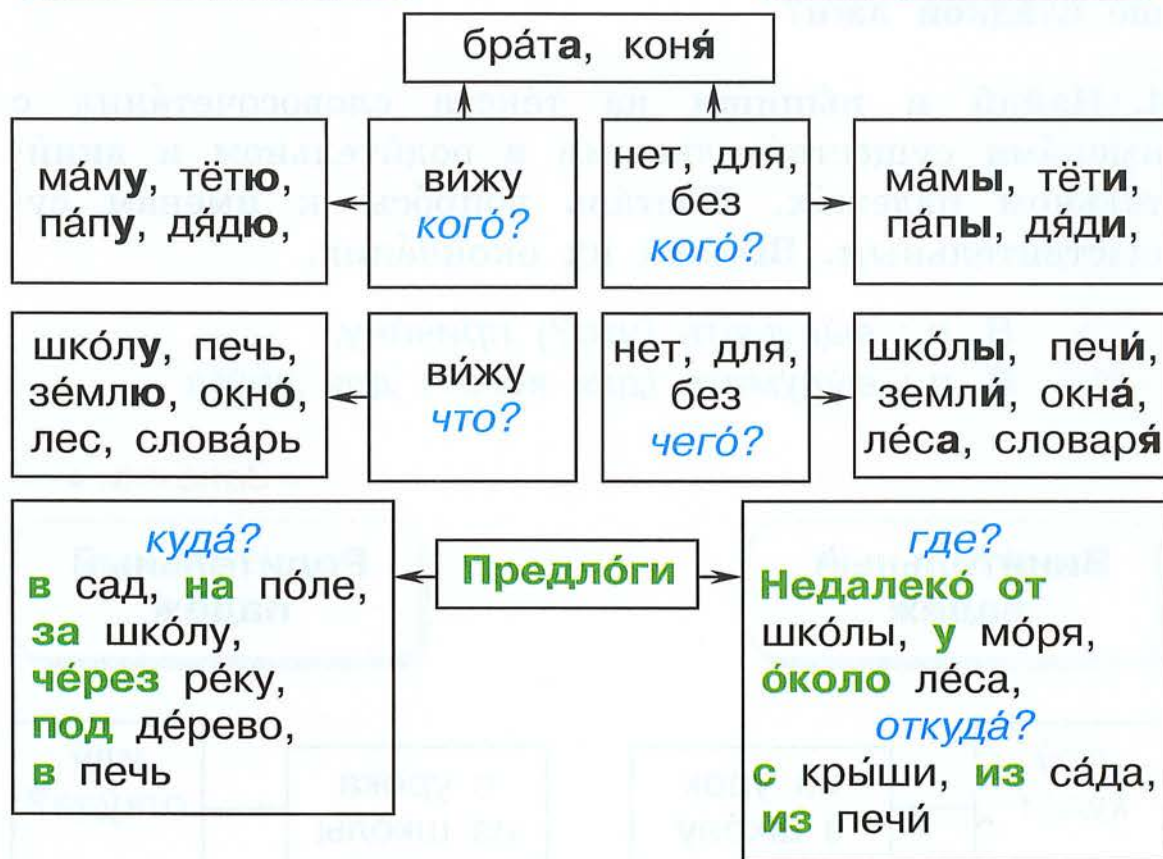 бра́та, коня́
ма́му, тётю,
па́пу, дя́дю,
ви́жу
кого́?
нет, для,
без
кого́?
ма́мы, тёти,
па́пы, дя́ди,
шко́лу, печь,
зе́млю, окно́,
лес, слова́рь
ви́жу
что?
нет, для,
без
чего́?
шко́лы, печи́,
земли́, окна́,
ле́са, словаря́
куда́?
в сад, на по́ле,
за шко́лу,
че́рез ре́ку,
под де́рево,
в печь
Предло́ги
где?
Недалеко́ от
шко́лы, у мо́ря,
о́коло ле́са,
отку́да?
с кры́ши, из са́да,
из печи́